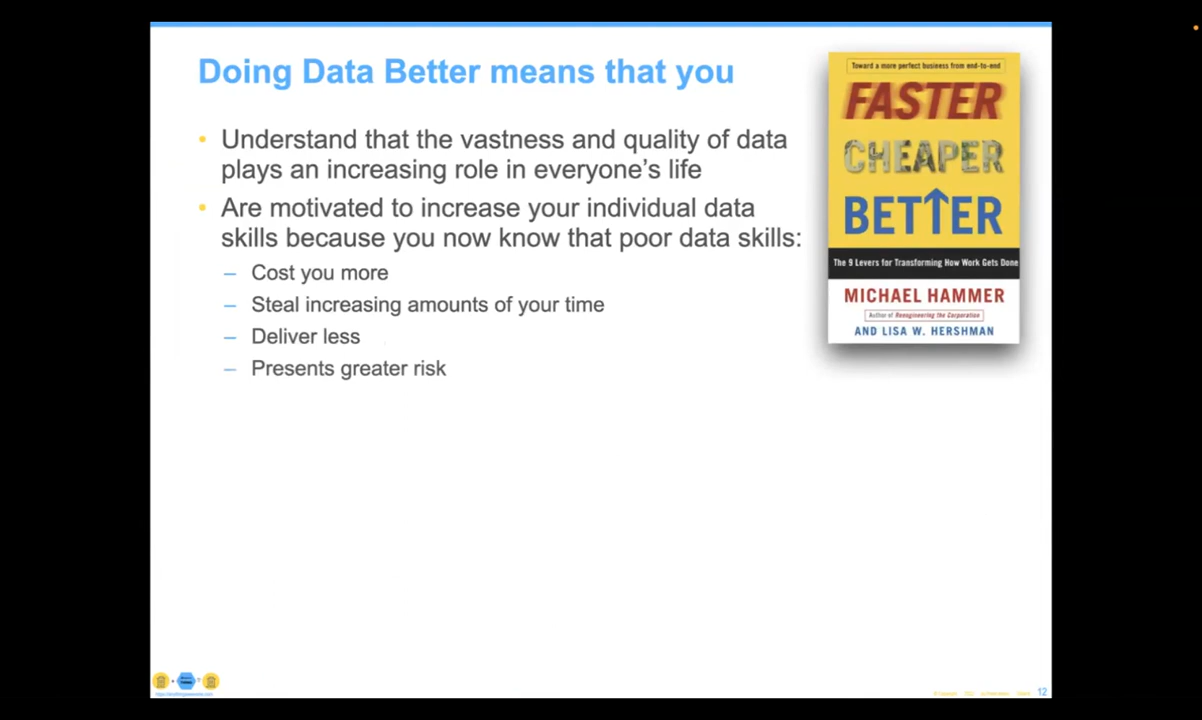 Doing Data Better means that you
• Understand that the vastness and quality of data
plays an increasing role in everyone's life
• Are motivated to increase your individual data
skills because you now know that poor data skills:
– Cost you more
– Steal increasing amounts of your time
– Deliver less
– Presents greater risk
Toward a more perfect business from end-to-end
FASTER
CHEAPER
BETTER
The 9 Levers for Transforming How Work Gets Done
MICHAEL HAMMER
Author of Reengineering the Corporation
AND LISA W. HERSHMAN
12